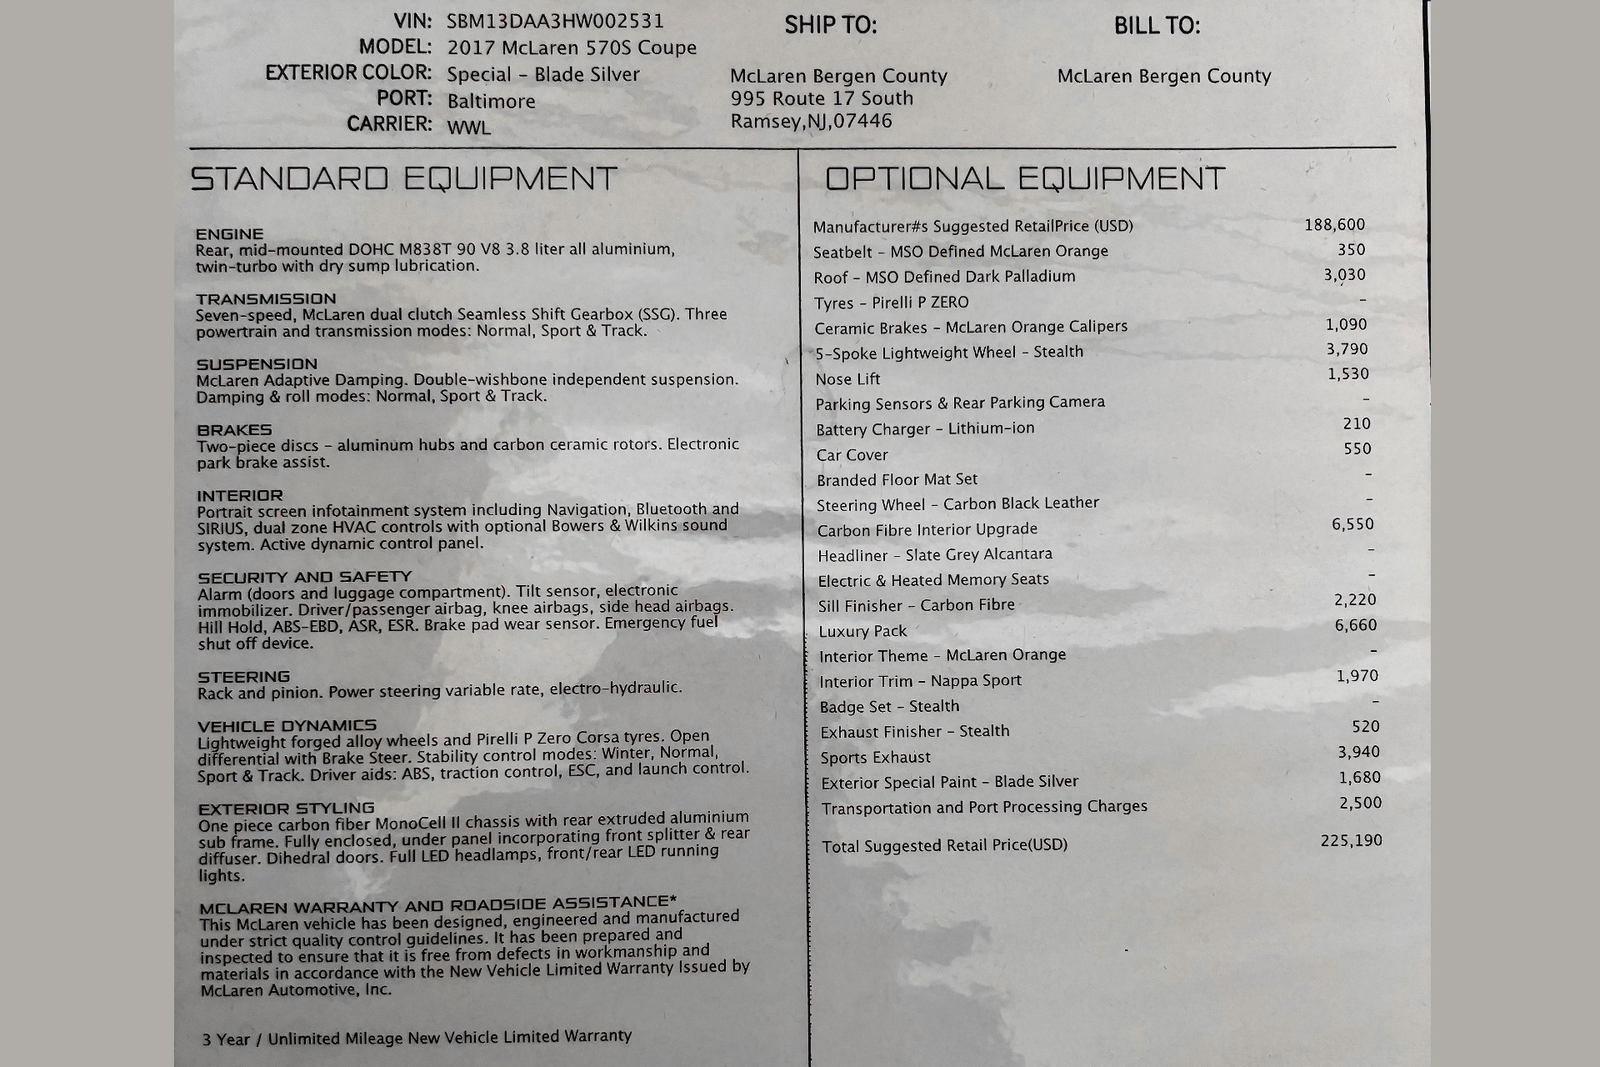 VIN: SBM13DAA3HW002531
MODEL: 2017 McLaren 570S Coupe
EXTERIOR COLOR: Special - Blade Silver
PORT: Baltimore
CARRIER: WWL
SHIP TO:
McLaren Bergen County
995 Route 17 South
Ramsey,NJ,07446
BILL TO:
McLaren Bergen County
STANDARD EQUIPMENT
ENGINE
Rear, mid-mounted DOHC M838T 90 V8 3.8 liter all aluminium,
twin-turbo with dry sump lubrication.
TRANSMISSION
Seven-speed, McLaren dual clutch Seamless Shift Gearbox (SSG). Three
powertrain and transmission modes: Normal, Sport & Track.
SUSPENSION
McLaren Adaptive Damping. Double-wishbone independent suspension.
Damping & roll modes: Normal, Sport & Track.
BRAKES
Two-piece discs - aluminum hubs and carbon ceramic rotors. Electronic
park brake assist.
INTERIOR
Portrait screen infotainment system including Navigation, Bluetooth and
SIRIUS, dual zone HVAC controls with optional Bowers & Wilkins sound
system. Active dynamic control panel.
SECURITY AND SAFETY
Alarm (doors and luggage compartment). Tilt sensor, electronic
immobilizer. Driver/passenger airbag, knee airbags, side head airbags.
Hill Hold, ABS-EBD, ASR, ESR. Brake pad wear sensor. Emergency fuel
shut off device.
STEERING
Rack and pinion. Power steering variable rate, electro-hydraulic.
VEHICLE DYNAMICS
Lightweight forged alloy wheels and Pirelli P Zero Corsa tyres. Open
differential with Brake Steer. Stability control modes: Winter, Normal,
Sport & Track. Driver aids: ABS, traction control, ESC, and launch control.
EXTERIOR STYLING
One piece carbon fiber MonoCell II chassis with rear extruded aluminium
sub frame. Fully enclosed, under panel incorporating front splitter & rear
diffuser. Dihedral doors. Full LED headlamps, front/rear LED running
lights.
MCLAREN WARRANTY AND ROADSIDE ASSISTANCE*
This McLaren vehicle has been designed, engineered and manufactured
under strict quality control guidelines. It has been prepared and
inspected to ensure that it is free from defects in workmanship and
materials in accordance with the New Vehicle Limited Warranty Issued by
McLaren Automotive, Inc.
3 Year / Unlimited Mileage New Vehicle Limited Warranty
OPTIONAL EQUIPMENT
Manufacturer#s Suggested RetailPrice (USD) 188,600
Seatbelt - MSO Defined McLaren Orange 350
Roof - MSO Defined Dark Palladium 3,030
Tyres - Pirelli P ZERO -
Ceramic Brakes - McLaren Orange Calipers 1,090
5-Spoke Lightweight Wheel - Stealth 3,790
Nose Lift 1,530
Parking Sensors & Rear Parking Camera -
Battery Charger - Lithium-ion 210
Car Cover 550
Branded Floor Mat Set -
Steering Wheel - Carbon Black Leather -
Carbon Fibre Interior Upgrade 6,550
Headliner - Slate Grey Alcantara -
Electric & Heated Memory Seats -
Sill Finisher - Carbon Fibre 2,220
Luxury Pack 6,660
Interior Theme - McLaren Orange -
Interior Trim - Nappa Sport 1,970
Badge Set - Stealth -
Exhaust Finisher - Stealth 520
Sports Exhaust 3,940
Exterior Special Paint - Blade Silver 1,680
Transportation and Port Processing Charges 2,500
Total Suggested Retail Price(USD) 225,190